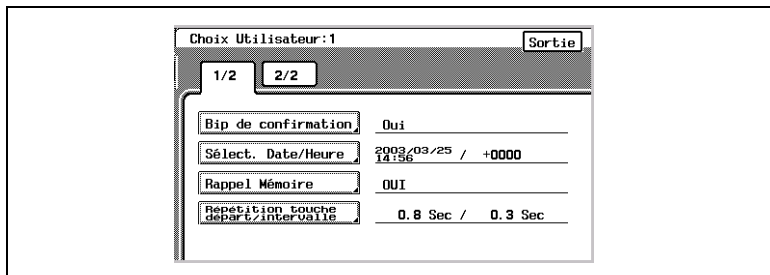 Choix Utilisateur:1
Sortie
1/2 2/2
Bip de confirmation Oui
Sélect. Date/Heure 2003/03/25 14:56 / +0000
Rappel Mémoire OUI
Répétition touche départ/intervalle 0.8 Sec / 0.3 Sec